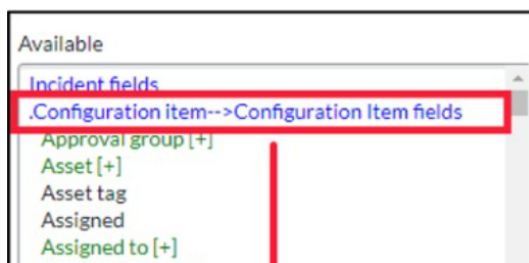 Available
Incident fields
.Configuration item-->Configuration Item fields
Approval group [+]
Asset [+]
Asset tag
Assigned
Assigned to [+]